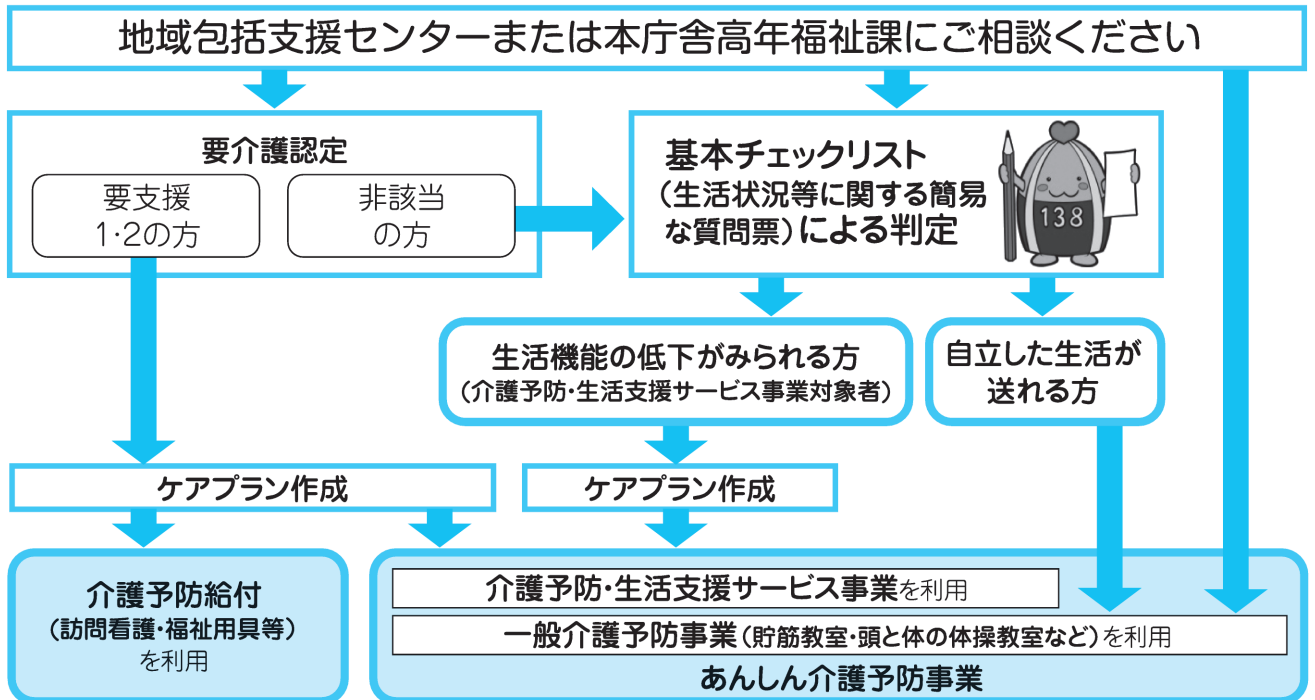 地域包括支援センターまたは本庁舎高年福祉課にご相談ください
要介護認定
要支援
1・2の方
非該当
の方
基本チェックリスト
(生活状況等に関する簡易
な質問票)による判定
138
生活機能の低下がみられる方
(介護予防・生活支援サービス事業対象者)
自立した生活が
送れる方
ケアプラン作成
ケアプラン作成
介護予防給付
(訪問看護・福祉用具等)
を利用
介護予防・生活支援サービス事業を利用
一般介護予防事業(貯筋教室・頭と体の体操教室など)を利用
あんしん介護予防事業